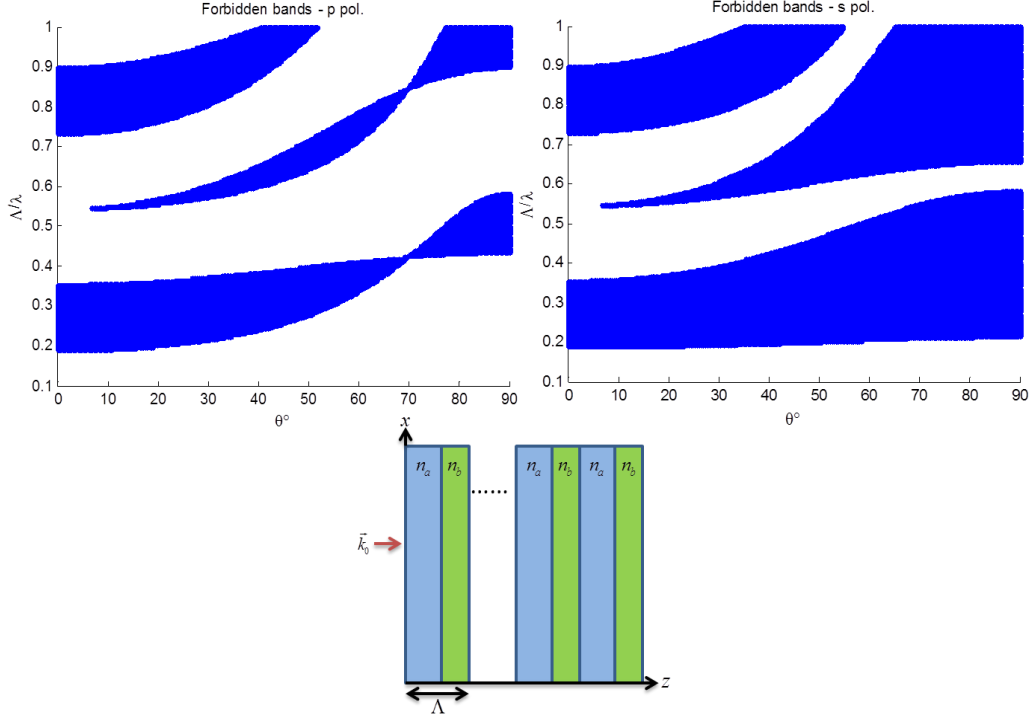 Forbidden bands - p pol.
1
0.9
0.8
0.7
0.6
0.5
0.4
0.3
0.2
0.1
Λ/λ
0 10 20 30 40 50 60 70 80 90
θ°
Forbidden bands - s pol.
1
0.9
0.8
0.7
0.6
0.5
0.4
0.3
0.2
0.1
Λ/λ
0 10 20 30 40 50 60 70 80 90
θ°
x
n_a n_b ...... n_a n_b n_a n_b
k⃗_0
z
Λ